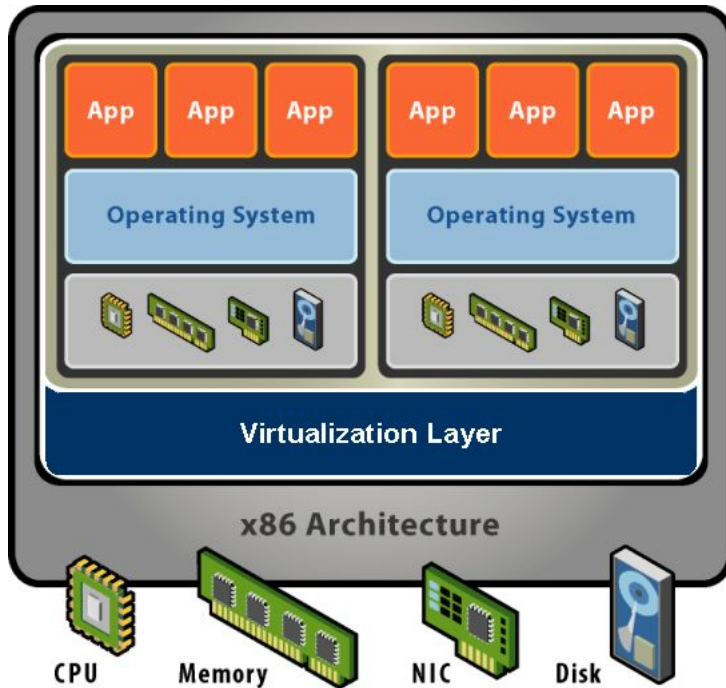 App App App App App App
Operating System Operating System
Virtualization Layer
x86 Architecture
CPU Memory NIC Disk